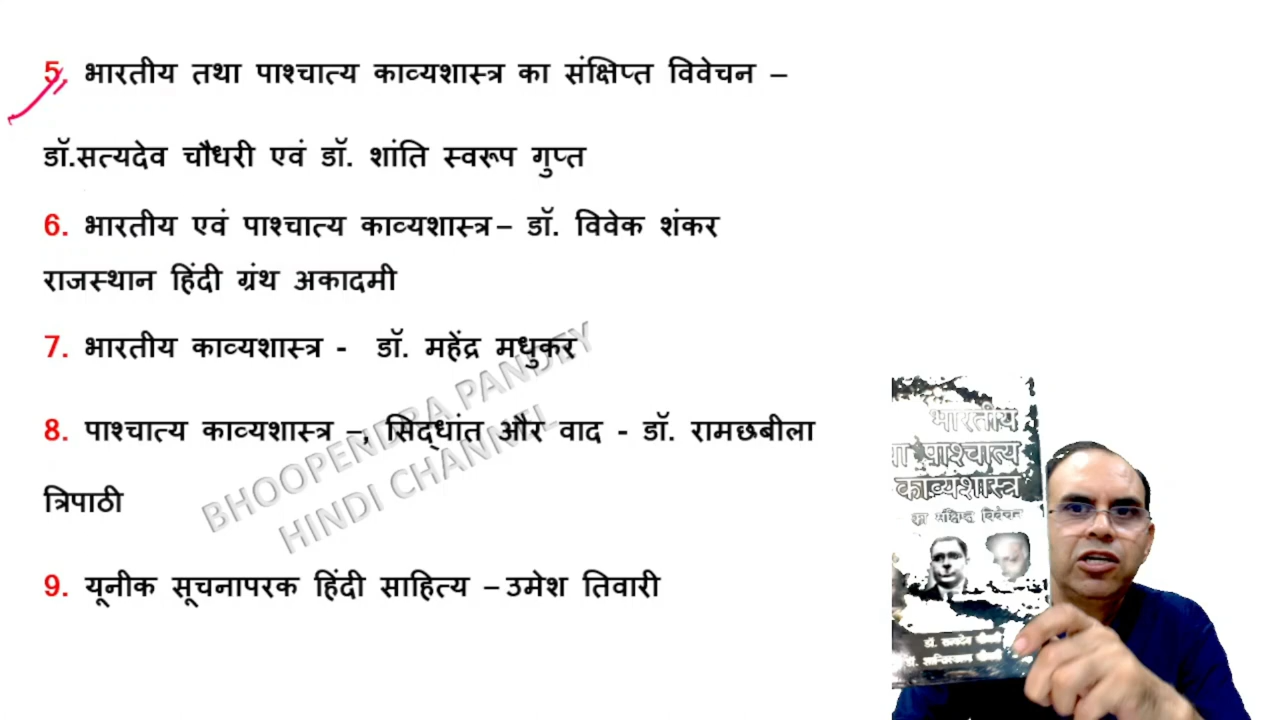 5. भारतीय तथा पाश्चात्य काव्यशास्त्र का संक्षिप्त विवेचन –
डॉ.सत्यदेव चौधरी एवं डॉ. शांति स्वरूप गुप्त
6. भारतीय एवं पाश्चात्य काव्यशास्त्र– डॉ. विवेक शंकर
राजस्थान हिंदी ग्रंथ अकादमी
7. भारतीय काव्यशास्त्र - डॉ. महेंद्र मधुकर
8. पाश्चात्य काव्यशास्त्र –, सिद्धांत और वाद - डॉ. रामछबीला
त्रिपाठी
9. यूनीक सूचनापरक हिंदी साहित्य – उमेश तिवारी
BHOOPENDRA PANDEY
HINDI CHANNEL
भारतीय
पाश्चात्य
काव्यशास्त्र
का संक्षिप्त विवेचन